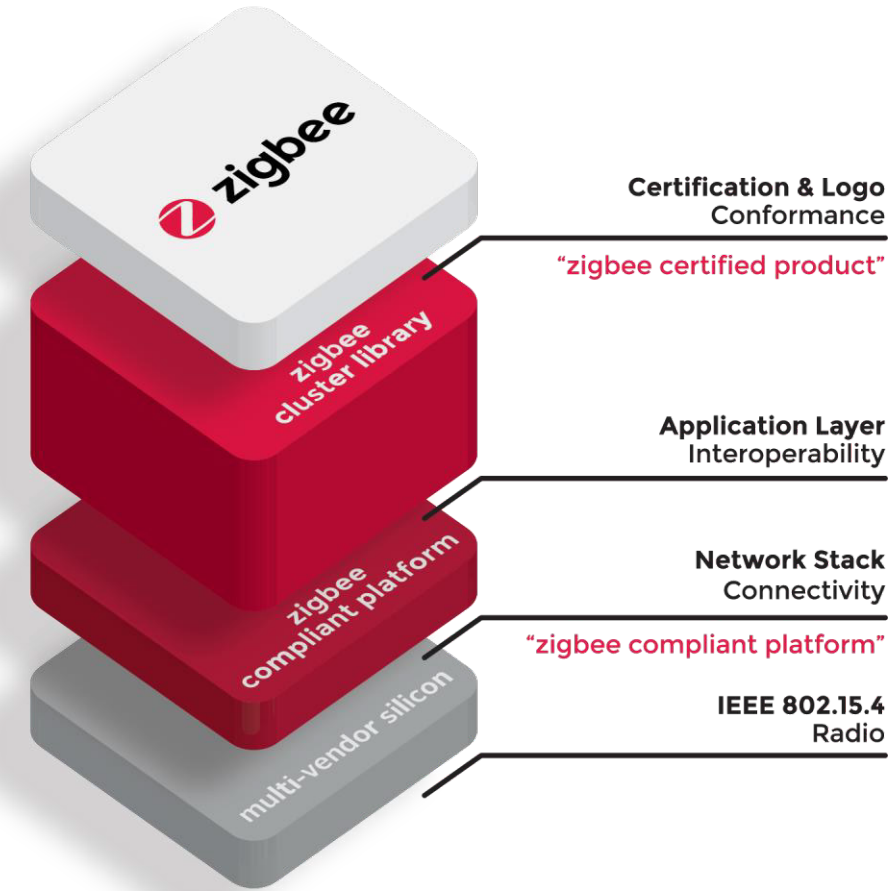 zigbee
Certification & Logo
Conformance
“zigbee certified product”
zigbee
cluster library
Application Layer
Interoperability
Network Stack
Connectivity
zigbee
compliant platform
“zigbee compliant platform”
IEEE 802.15.4
Radio
multi-vendor silicon